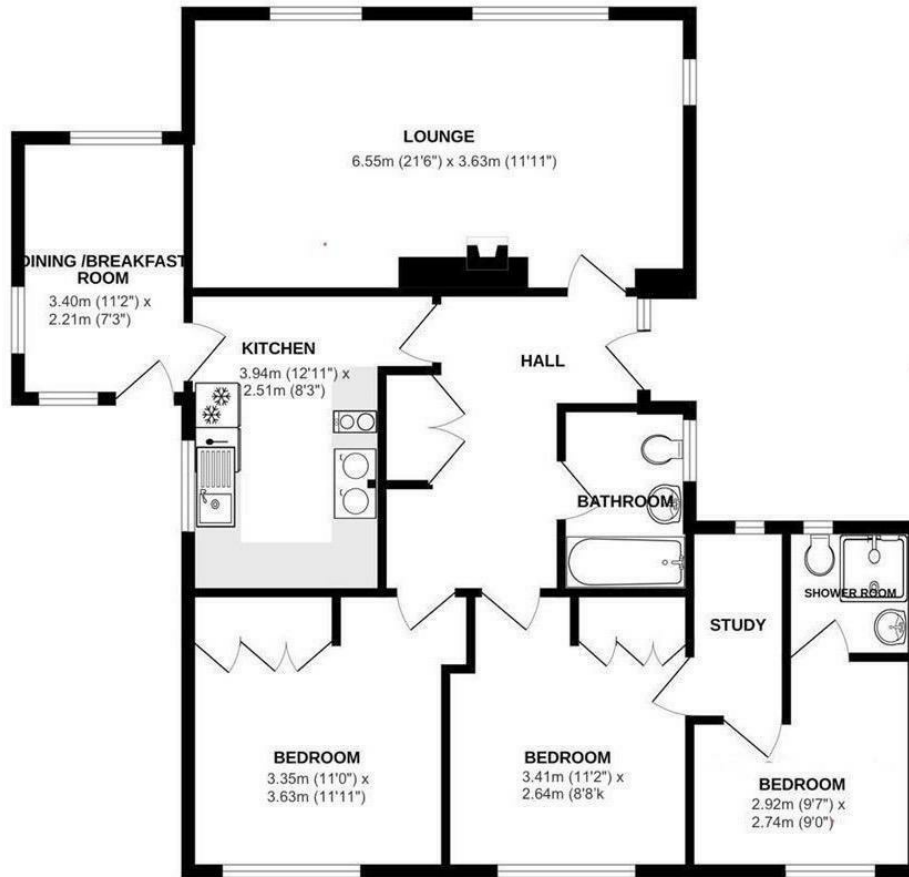 LOUNGE
6.55m (21'6") x 3.63m (11'11")
DINING /BREAKFAST
ROOM
3.40m (11'2") x
2.21m (7'3")
KITCHEN
3.94m (12'11") x
2.51m (8'3")
HALL
BATHROOM
SHOWER ROOM
STUDY
BEDROOM
3.35m (11'0") x
3.63m (11'11")
BEDROOM
3.41m (11'2") x
2.64m (8'8'k
BEDROOM
2.92m (9'7") x
2.74m (9'0")